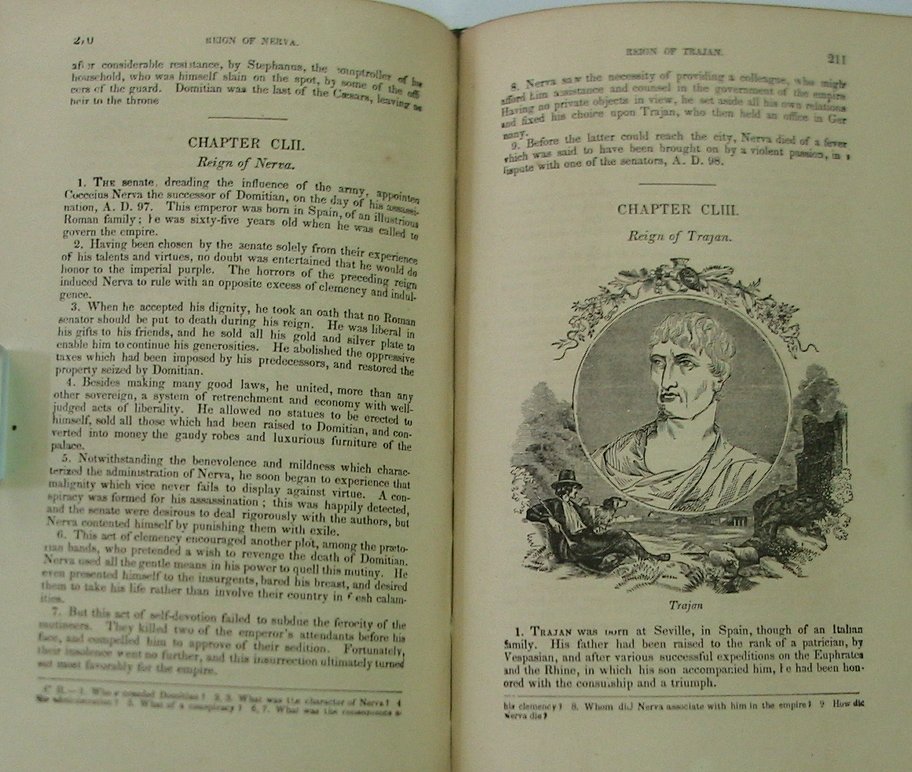 REIGN OF NERVA.
after considerable resistance, by Stephanus, the comptroller of his
household, who was himself slain on the spot, by some of the offi-
cers of the guard. Domitian was the last of the Cæsars, leaving no
heir to the throne
CHAPTER CLII.
Reign of Nerva.
1. THE senate, dreading the influence of the army, appointed
Cocceius Nerva the successor of Domitian, on the day of his assassi-
nation, A. D. 97. This emperor was born in Spain, of an illustrious
Roman family; he was sixty-five years old when he was called to
govern the empire.
2. Having been chosen by the senate solely from their experience
of his talents and virtues, no doubt was entertained that he would do
honor to the imperial purple. The horrors of the preceding reign
induced Nerva to rule with an opposite excess of clemency and indul-
gence.
3. When he accepted his dignity, he took an oath that no Roman
senator should be put to death during his reign. He was liberal in
his gifts to his friends, and he sold all his gold and silver plate to
enable him to continue his generosities. He abolished the oppressive
taxes which had been imposed by his predecessors, and restored the
property seized by Domitian.
4. Besides making many good laws, he united, more than any
other sovereign, a system of retrenchment and economy with well-
judged acts of liberality. He allowed no statues to be erected to
himself, sold all those which had been raised to Domitian, and con-
verted into money the gaudy robes and luxurious furniture of the
palace.
5. Notwithstanding the benevolence and mildness which charac-
terized the administration of Nerva, he soon began to experience that
malignity which vice never fails to display against virtue. A con-
spiracy was formed for his assassination; this was happily detected,
and the senate were desirous to deal rigorously with the authors, but
Nerva contented himself by punishing them with exile.
6. This act of clemency encouraged another plot, among the præto-
rian bands, who pretended a wish to revenge the death of Domitian.
Nerva used all the gentle means in his power to quell this mutiny. He
even presented himself to the insurgents, bared his breast, and desired
them to take his life rather than involve their country in fresh calam-
ities.
7. But this act of self-devotion failed to subdue the ferocity of the
mutineers. They killed two of the emperor's attendants before his
face, and compelled him to approve of their sedition. Fortunately,
their insolence went no further, and this insurrection ultimately turned
out most favorably for the empire.
1. Who succeeded Domitian? 2, 3. What was the character of Nerva? 4
His administration? 5. What of a conspiracy? 6, 7. What was the consequence
REIGN OF TRAJAN. 211
8. Nerva saw the necessity of providing a colleague, who might
afford him assistance and counsel in the government of the empire
Having no private objects in view, he set aside all his own relations
and fixed his choice upon Trajan, who then held an office in Ger
many.
9. Before the latter could reach the city, Nerva died of a fever
which was said to have been brought on by a violent passion, in a
dispute with one of the senators, A. D. 98.
CHAPTER CLIII.
Reign of Trajan.
Trajan
1. TRAJAN was born at Seville, in Spain, though of an Italian
family. His father had been raised to the rank of a patrician, by
Vespasian, and after various successful expeditions on the Euphrates
and the Rhine, in which his son accompanied him, he had been hon-
ored with the consulship and a triumph.
his clemency? 8. Whom did Nerva associate with him in the empire? 9 How did
Nerva die?